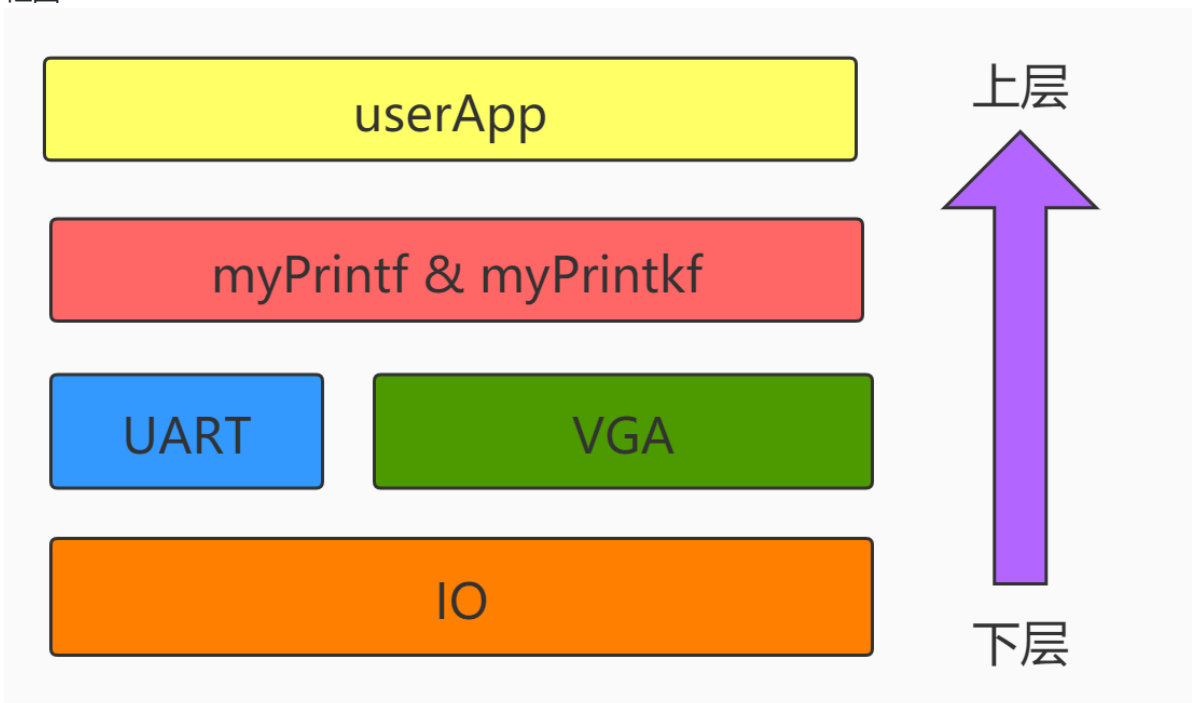 userApp
上层
myPrintf & myPrintkf
UART
VGA
IO
下层